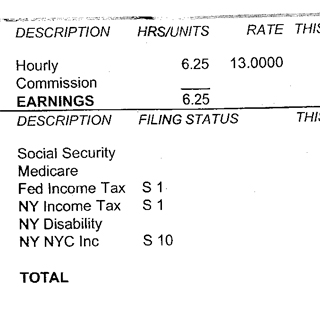 DESCRIPTION HRS/UNITS RATE THIS
Hourly 6.25 13.0000
Commission
EARNINGS 6.25
DESCRIPTION FILING STATUS THIS
Social Security
Medicare
Fed Income Tax S 1
NY Income Tax S 1
NY Disability
NY NYC Inc S 10
TOTAL